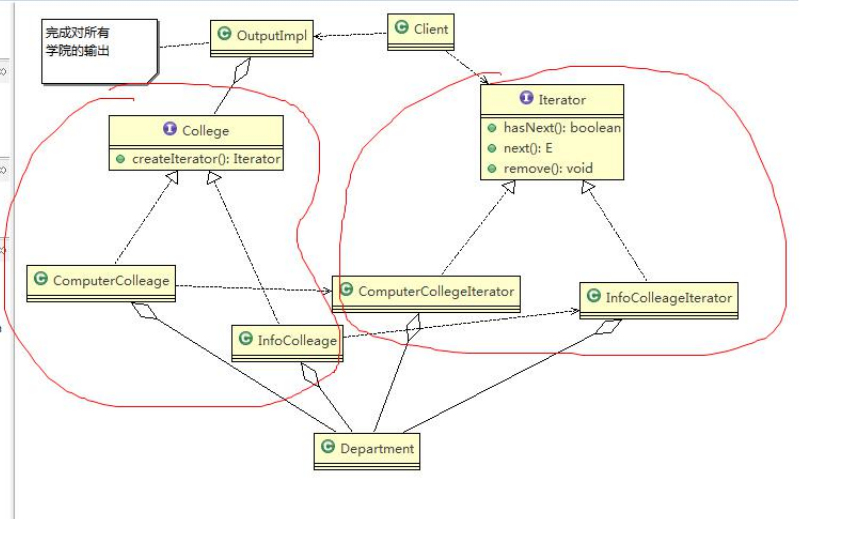 完成对所有
学院的输出
OutputImpl
Client
College
createIterator(): Iterator
Iterator
hasNext(): boolean
next(): E
remove(): void
ComputerColleage
ComputerCollegeIterator
InfoColleageIterator
InfoColleage
Department